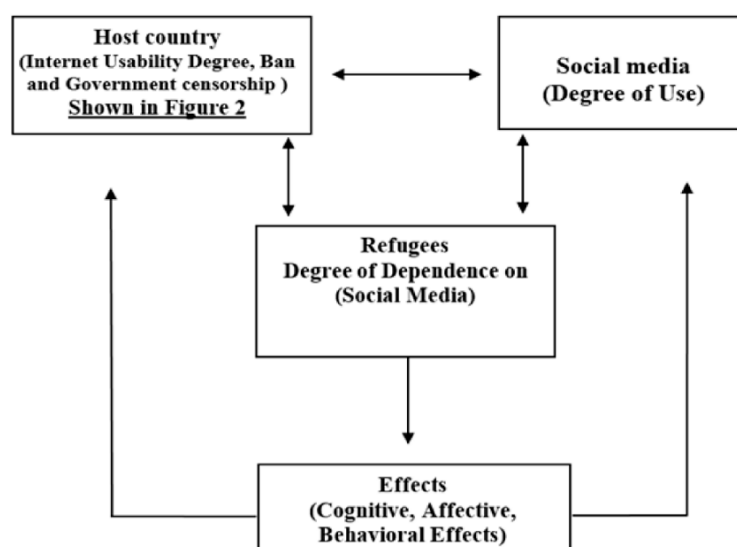 Host country
(Internet Usability Degree, Ban
and Government censorship )
Shown in Figure 2
Social media
(Degree of Use)
Refugees
Degree of Dependence on
(Social Media)
Effects
(Cognitive, Affective,
Behavioral Effects)